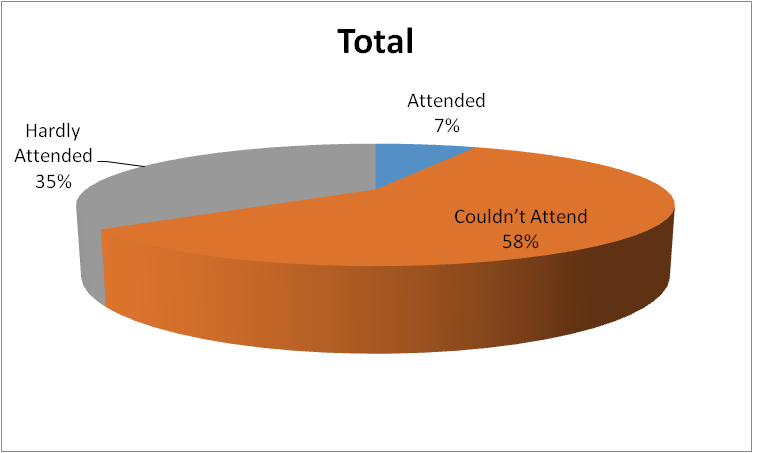 Total
Attended
7%
Hardly
Attended
35%
Couldn't Attend
58%